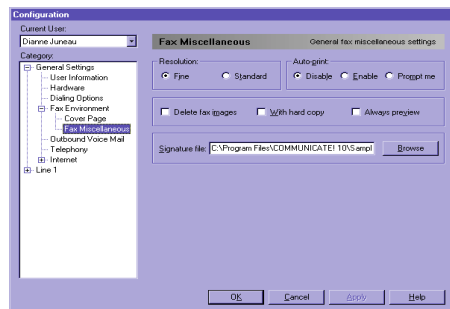 Configuration
Current User:
Dianne Juneau
Category:
General Settings
User Information
Hardware
Dialing Options
Fax Environment
Cover Page
Fax Miscellaneous
Outbound Voice Mail
Telephony
Internet
Line 1
Fax Miscellaneous General fax miscellaneous settings
Resolution: Auto-print:
Fine Standard Disable Enable Prompt me
Delete fax images With hard copy Always preview
Signature file: C:\Program Files\COMMUNICATE! 10\Sampl Browse
OK Cancel Apply Help